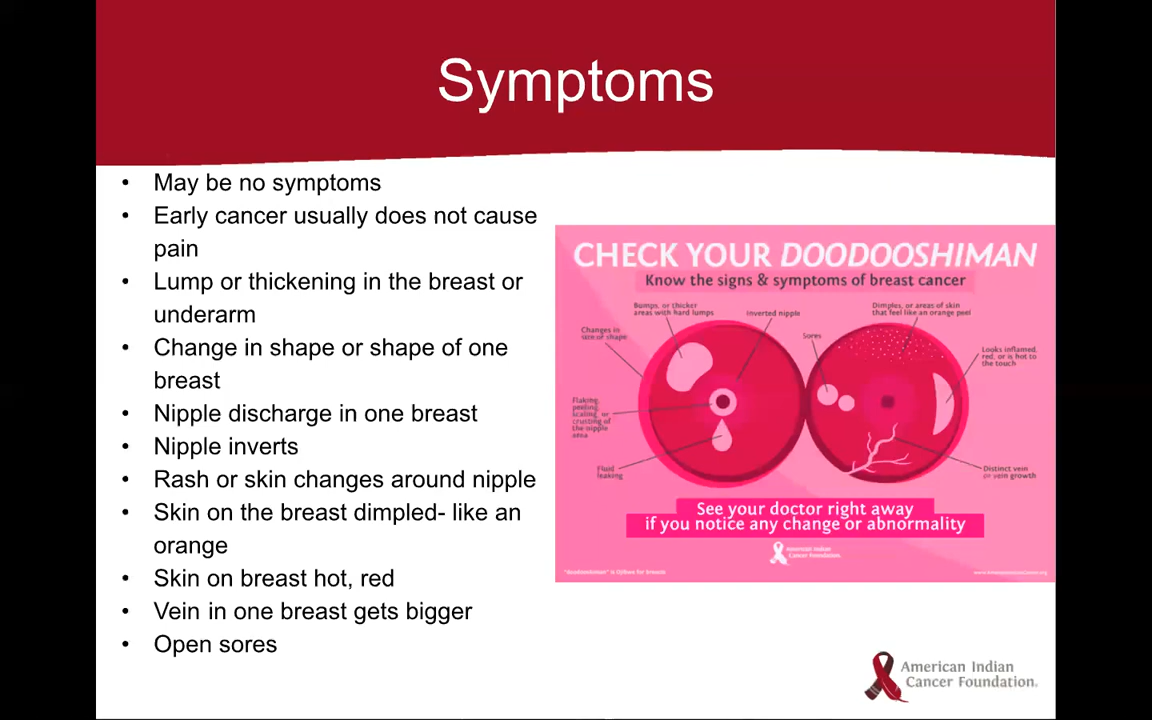 Symptoms
• May be no symptoms
• Early cancer usually does not cause
pain
• Lump or thickening in the breast or
underarm
• Change in shape or shape of one
breast
• Nipple discharge in one breast
• Nipple inverts
• Rash or skin changes around nipple
• Skin on the breast dimpled- like an
orange
• Skin on breast hot, red
• Vein in one breast gets bigger
• Open sores
CHECK YOUR DOODOOSHIMAN
Know the signs & symptoms of breast cancer
Bumps, or thicker
areas with hard lumps
Inverted nipple
Dimples, or areas of skin
that feel like an orange peel
Changes in
size or shape
Sores
Looks inflamed,
red, or is hot to
the touch
Flaking,
peeling,
scaling, or
crusting of
the nipple
area
Fluid
leaking
Distinct vein
or vein growth
See your doctor right away
if you notice any change or abnormality
American Indian
Cancer Foundation.
"doodooshiman" is Ojibwe for breasts
American Indian
Cancer Foundation.